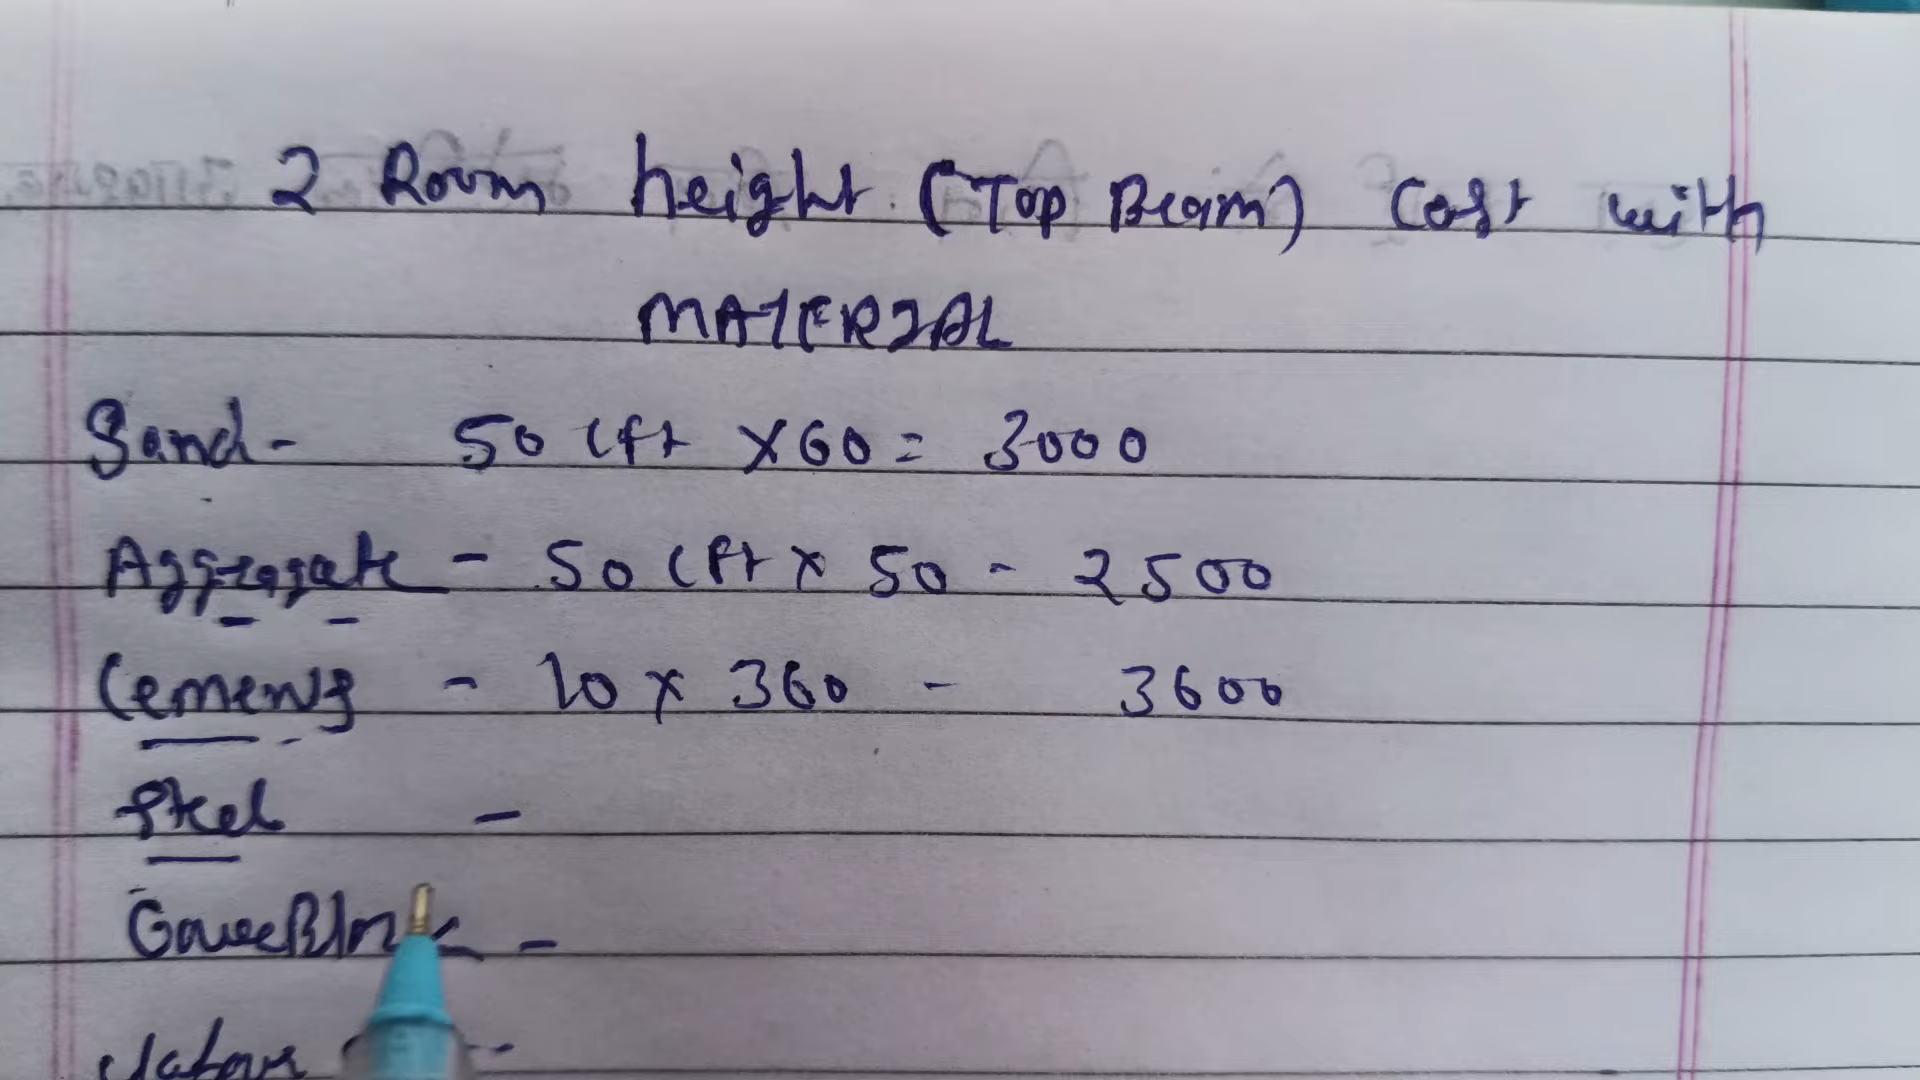 2 Room height (Top Beam) Cost with
MATERIAL
Sand - 50 Cft X 60 = 3000
Aggregate - 50 Cft x 50 - 2500
Cement - 10 x 360 - 3600
Steel -
-
Labour -